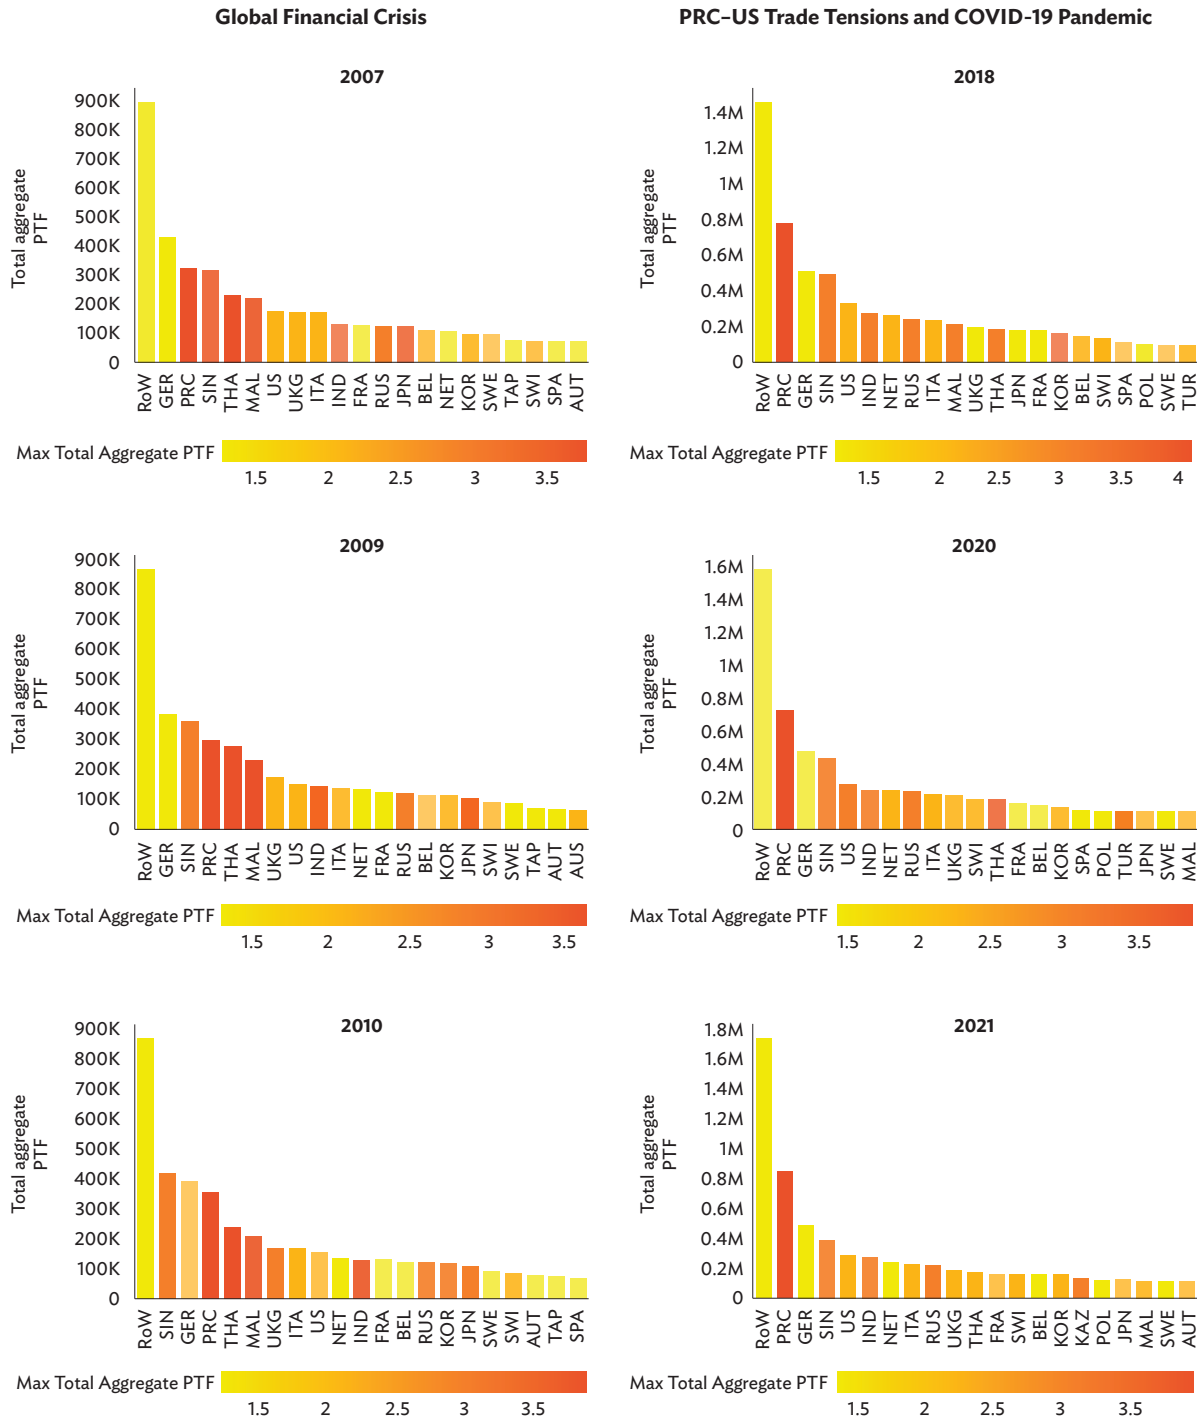 Global Financial Crisis
PRC–US Trade Tensions and COVID-19 Pandemic
2007
Total aggregate
PTF
900K
800K
700K
600K
500K
400K
300K
200K
100K
0
RoW GER PRC SIN THA MAL US UKG ITA IND FRA RUS JPN BEL NET KOR SWE TAP SWI SPA AUT
Max Total Aggregate PTF
1.5 2 2.5 3 3.5
2018
Total aggregate
PTF
1.4M
1.2M
1M
0.8M
0.6M
0.4M
0.2M
0
RoW PRC GER SIN US IND NET RUS ITA MAL UKG THA JPN FRA KOR BEL SWI SPA POL SWE TUR
Max Total Aggregate PTF
1.5 2 2.5 3 3.5 4
2009
Total aggregate
PTF
900K
800K
700K
600K
500K
400K
300K
200K
100K
0
RoW GER SIN PRC THA MAL UKG US IND ITA NET FRA RUS BEL KOR JPN SWI SWE TAP AUT AUS
Max Total Aggregate PTF
1.5 2 2.5 3 3.5
2020
Total aggregate
PTF
1.6M
1.4M
1.2M
1M
0.8M
0.6M
0.4M
0.2M
0
RoW PRC GER SIN US IND NET RUS ITA UKG SWI THA FRA BEL KOR SPA POL TUR JPN SWE MAL
Max Total Aggregate PTF
1.5 2 2.5 3 3.5
2010
Total aggregate
PTF
900K
800K
700K
600K
500K
400K
300K
200K
100K
0
RoW SIN GER PRC THA MAL UKG ITA US NET IND FRA BEL RUS KOR JPN SWE SWI AUT TAP SPA
Max Total Aggregate PTF
1.5 2 2.5 3 3.5
2021
Total aggregate
PTF
1.8M
1.6M
1.4M
1.2M
1M
0.8M
0.6M
0.4M
0.2M
0
RoW PRC GER SIN US IND NET ITA RUS UKG THA FRA SWI BEL KOR KAZ POL JPN MAL SWE AUT
Max Total Aggregate PTF
1.5 2 2.5 3 3.5